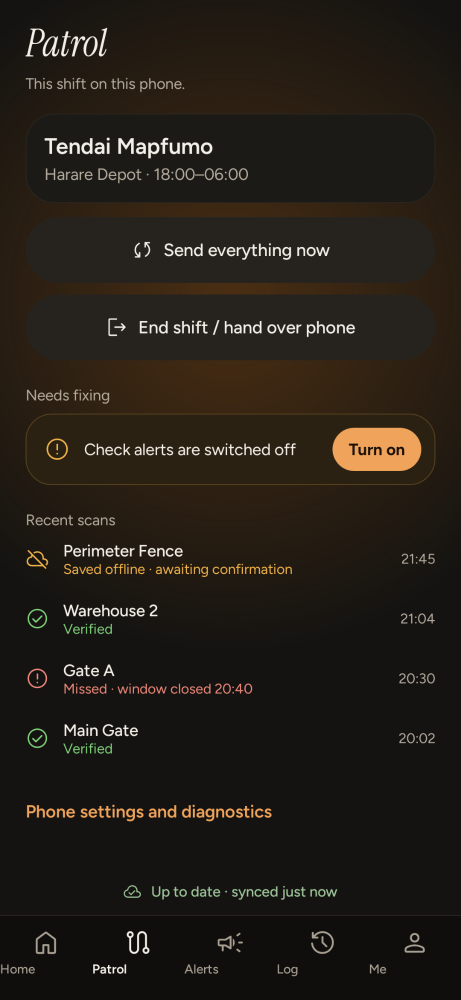 Patrol
This shift on this phone.
Tendai Mapfumo
Harare Depot · 18:00–06:00
Send everything now
End shift / hand over phone
Needs fixing
Check alerts are switched off
Turn on
Recent scans
Perimeter Fence
Saved offline · awaiting confirmation
21:45
Warehouse 2
Verified
21:04
Gate A
Missed · window closed 20:40
20:30
Main Gate
Verified
20:02
Phone settings and diagnostics
Up to date · synced just now
Home
Patrol
Alerts
Log
Me